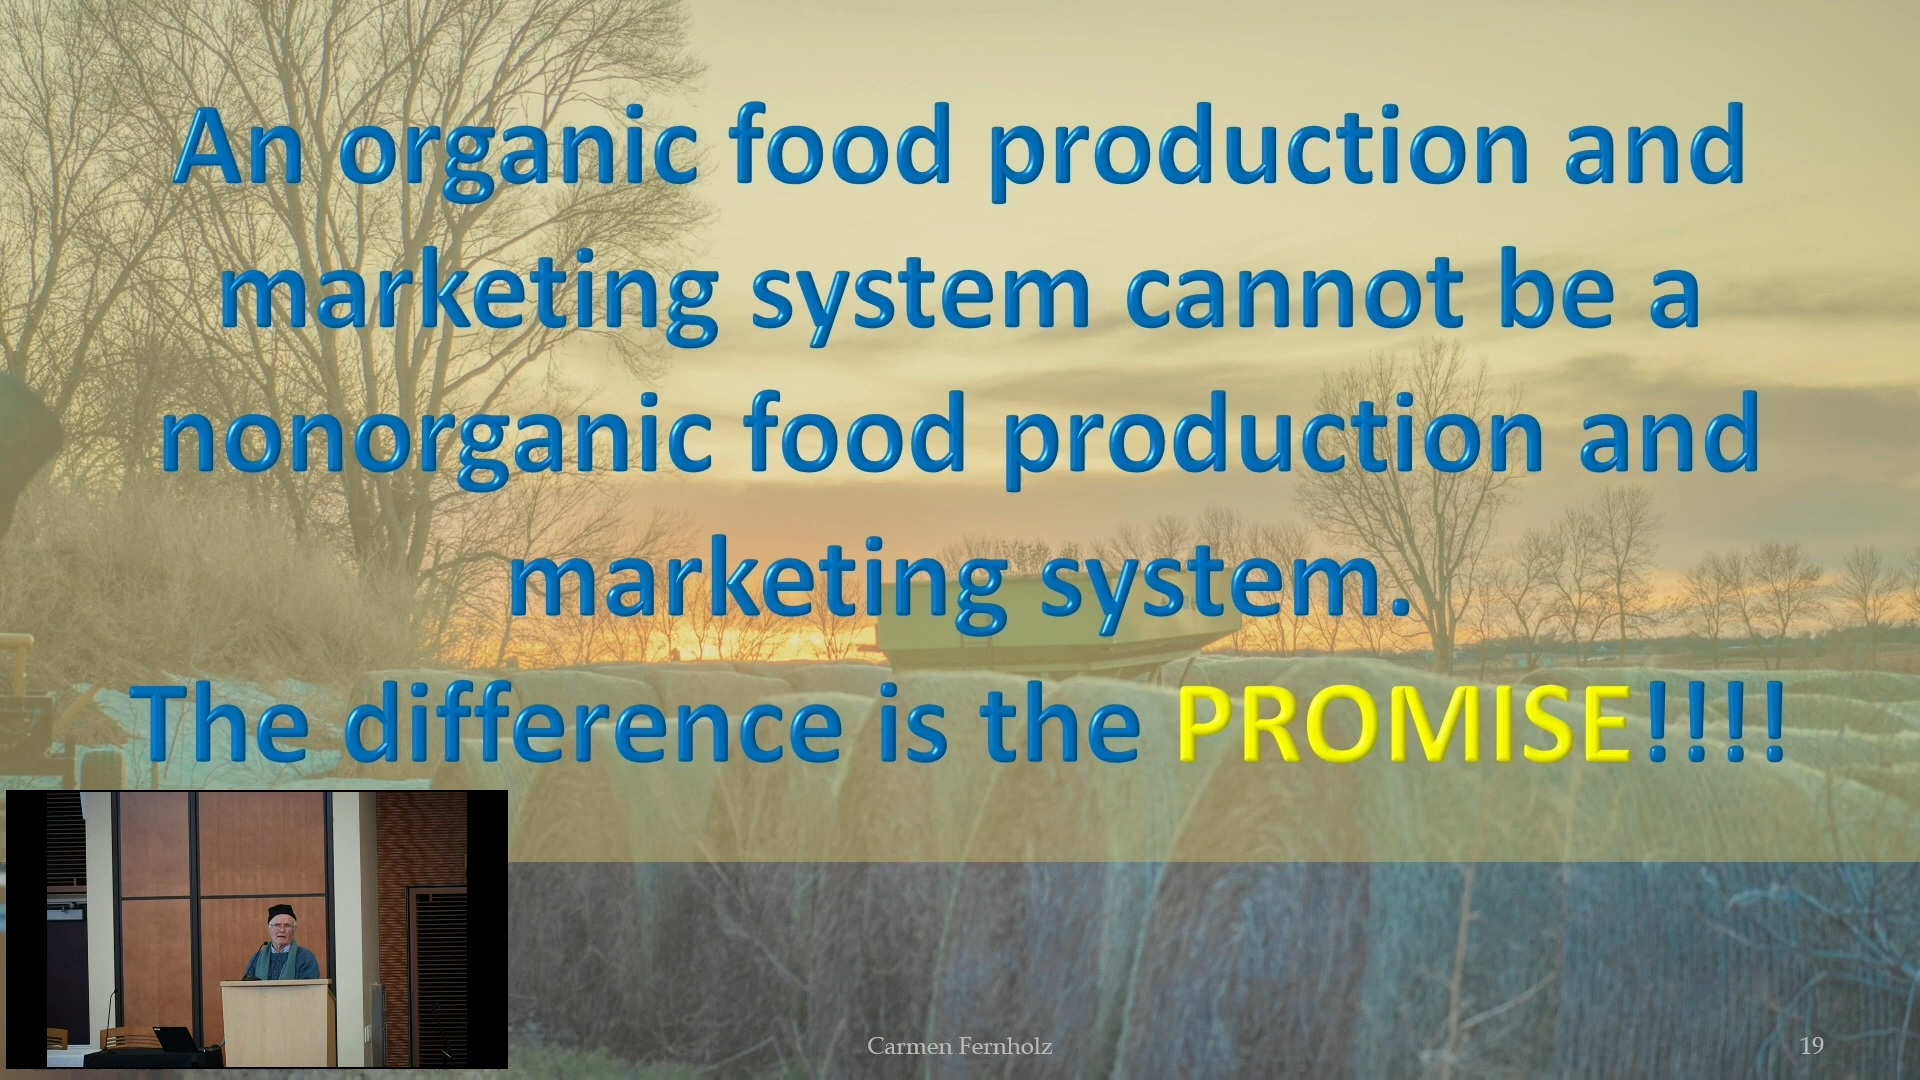 An organic food production and
marketing system cannot be a
nonorganic food production and
marketing system.
The difference is the PROMISE!!!!
Carmen Fernholz
19